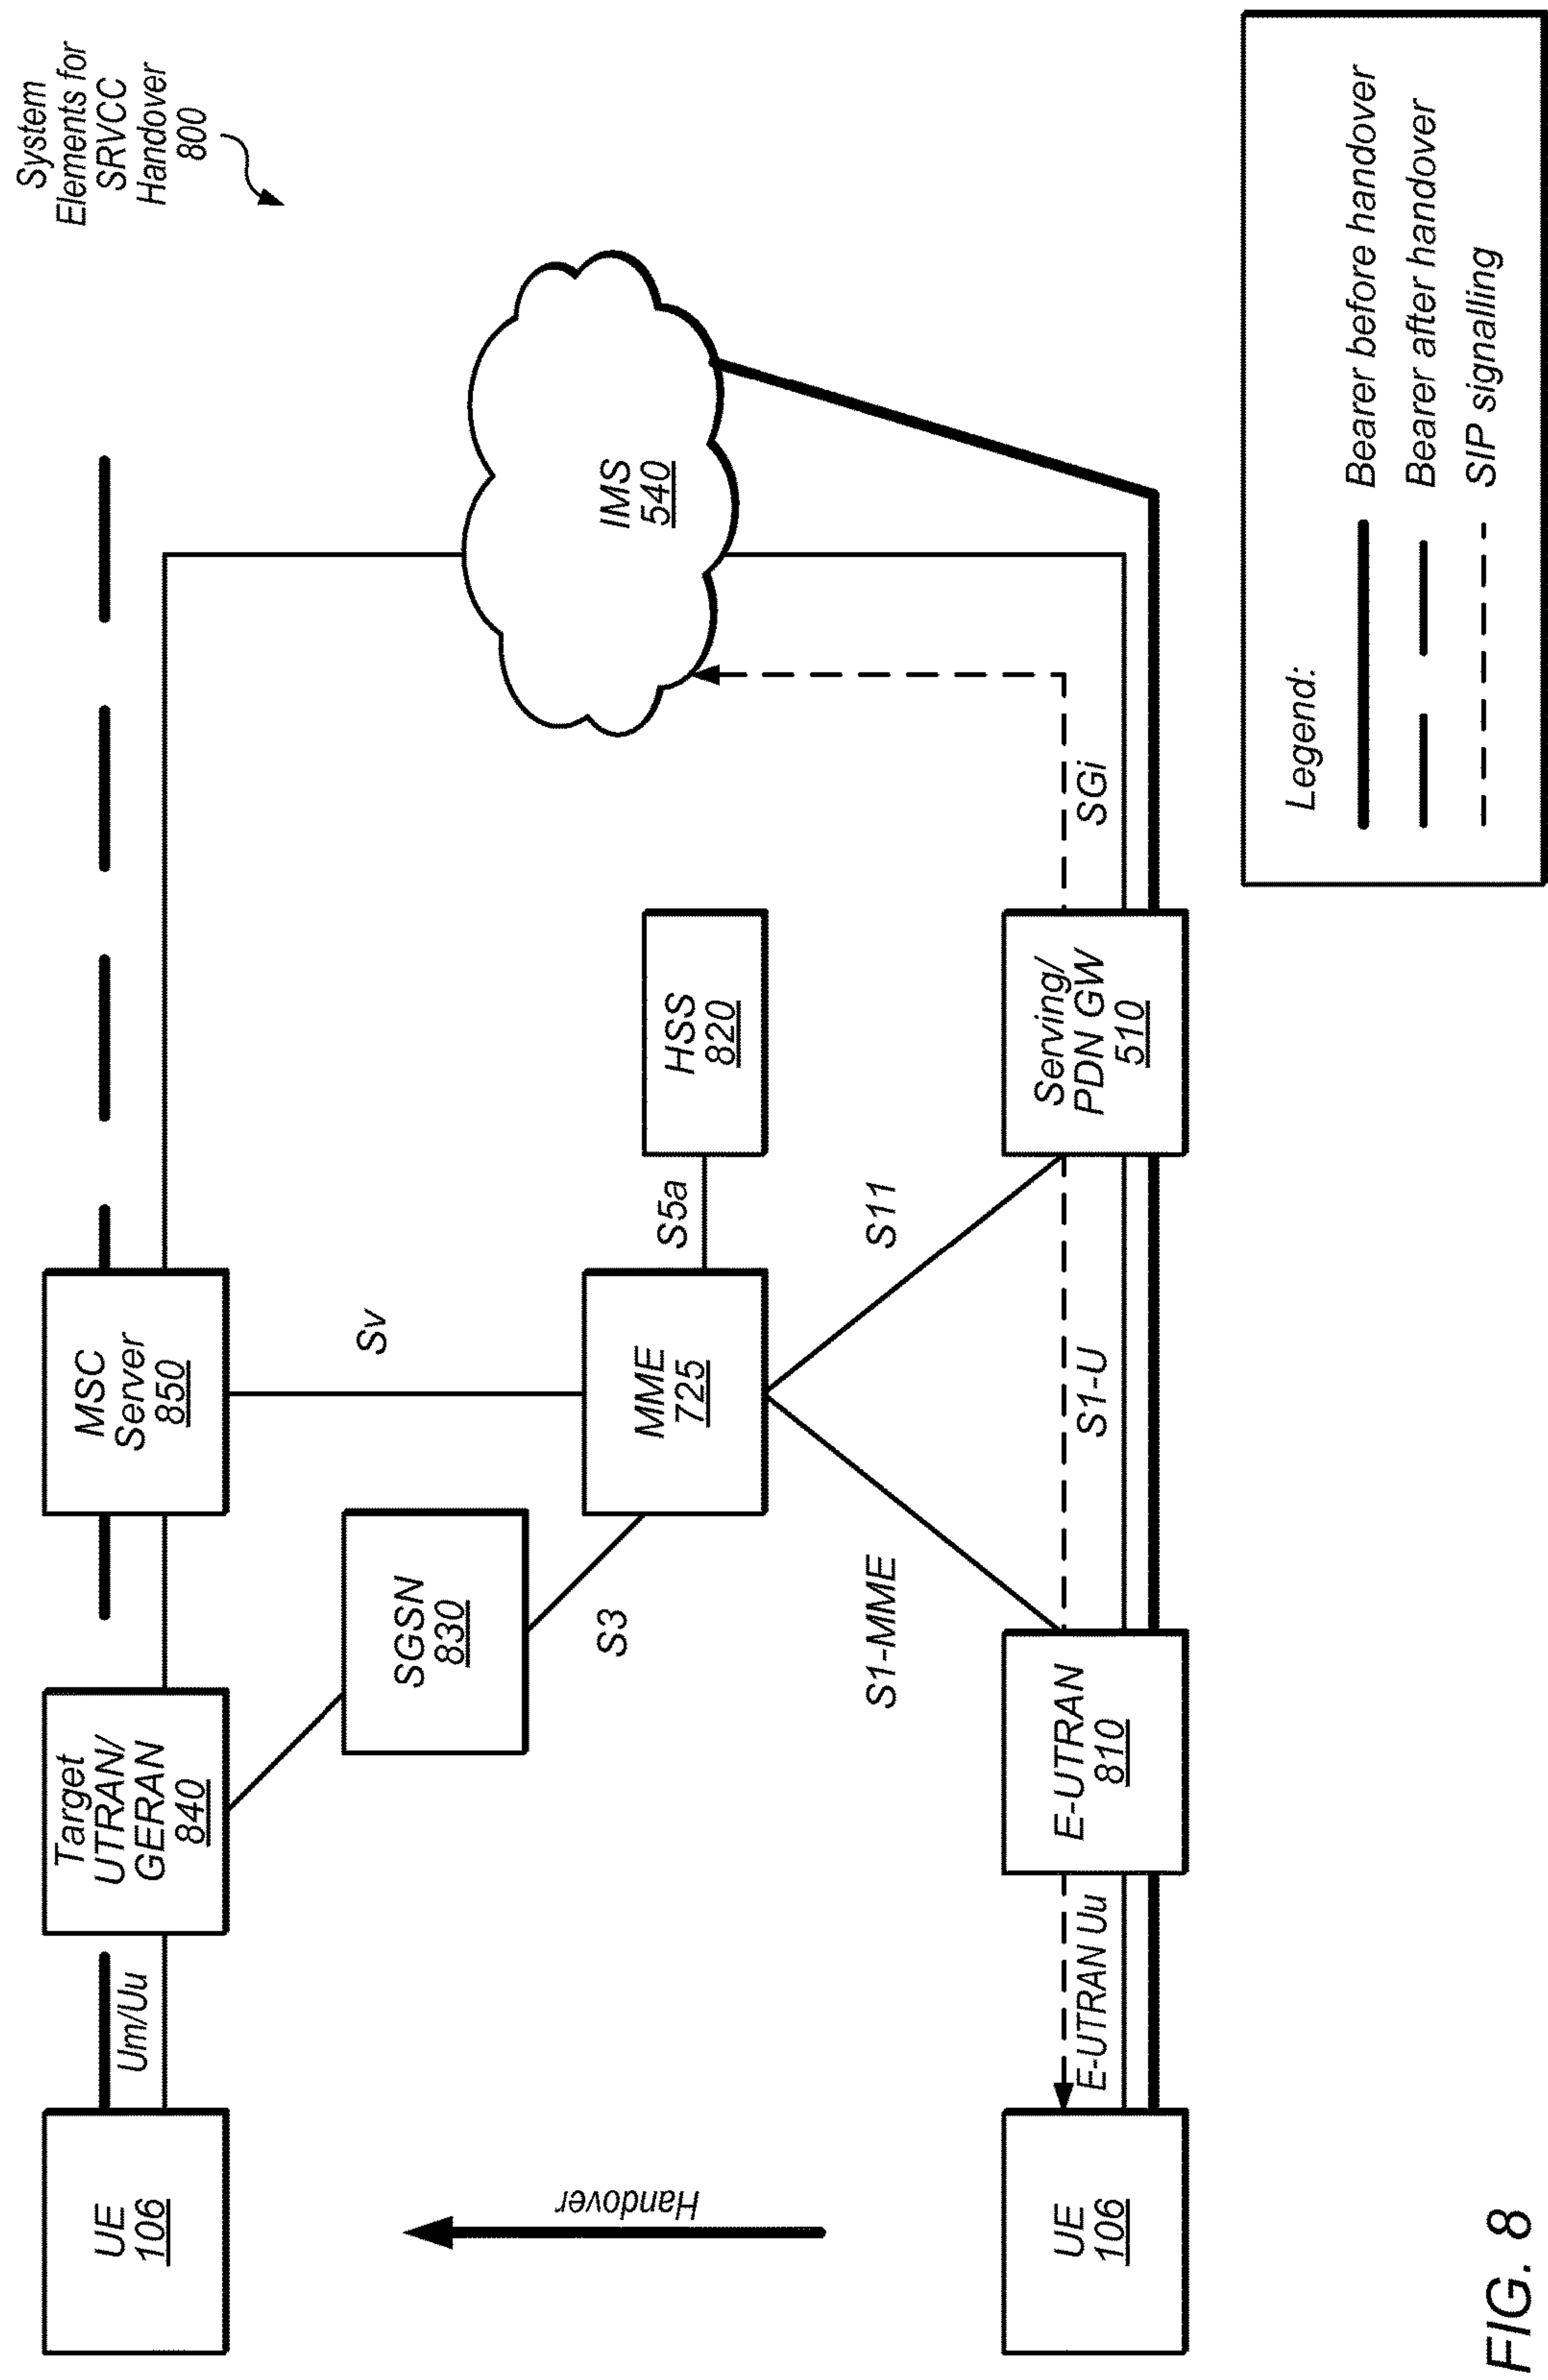 System
Elements for
SRVCC
Handover
800
UE
106
Um/Uu
Target
UTRAN/
GERAN
840
MSC
Server
850
SGSN
830
S3
Sv
MME
725
S5a
HSS
820
IMS
540
Handover
S1-MME
S11
UE
106
E-UTRAN Uu
E-UTRAN
810
S1-U
Serving/
PDN GW
510
SGi
Legend:
Bearer before handover
Bearer after handover
SIP signalling
FIG. 8